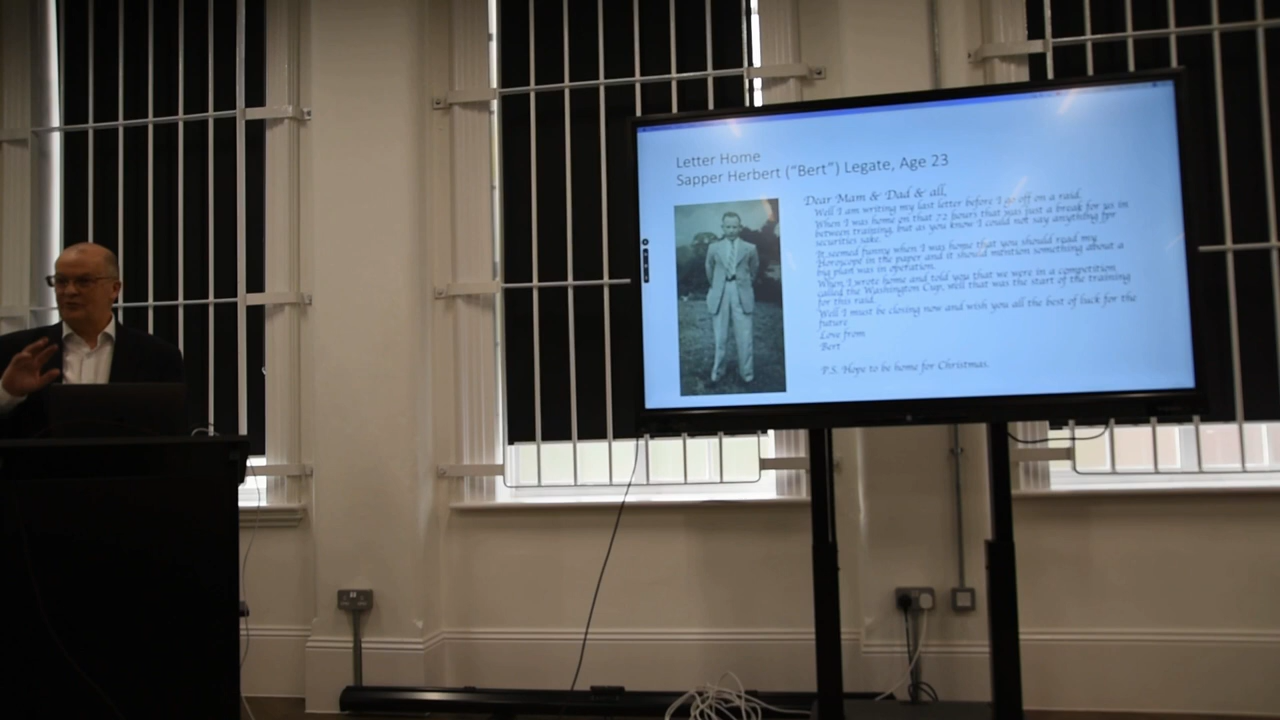 Letter Home
Sapper Herbert ("Bert") Legate, Age 23
Dear Mam & Dad & all,
Well I am writing my last letter before I go off on a raid.
When I was home on that 72 hours that was just a break for us in
between training, but as you know I could not say anything for
securities sake.
It seemed funny when I was home that you should read my
Horoscope in the paper and it should mention something about a
big plan was in operation.
When I wrote home and told you that we were in a competition
called the Washington Cup, well that was the start of the training
for this raid.
Well I must be closing now and wish you all the best of luck for the
future
Love from
Bert
P.S. Hope to be home for Christmas.